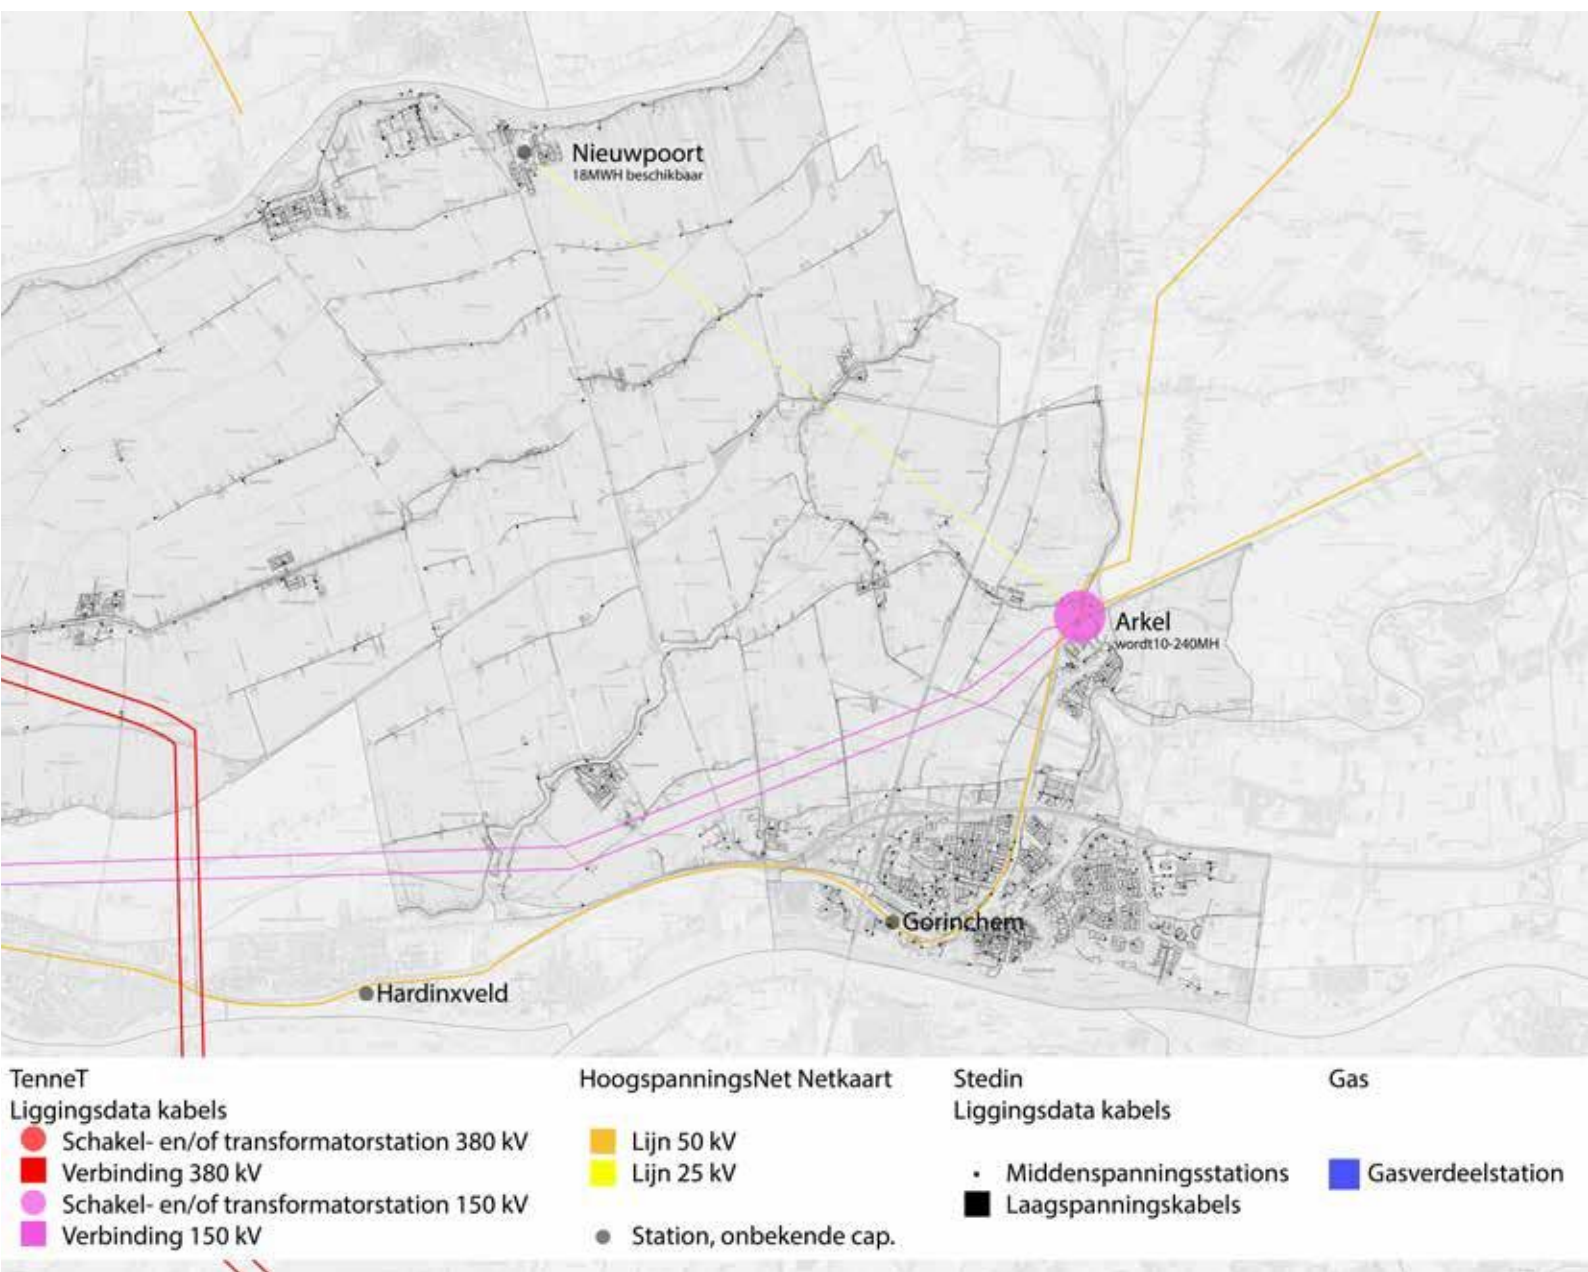 Nieuwpoort
18MWH beschikbaar
Arkel
wordt10-240MH
Gorinchem
Hardinxveld
TenneT
Liggingsdata kabels
Schakel- en/of transformatorstation 380 kV
Verbinding 380 kV
Schakel- en/of transformatorstation 150 kV
Verbinding 150 kV
HoogspanningsNet Netkaart
Lijn 50 kV
Lijn 25 kV
Station, onbekende cap.
Stedin
Liggingsdata kabels
Middenspanningsstations
Laagspanningskabels
Gas
Gasverdeelstation